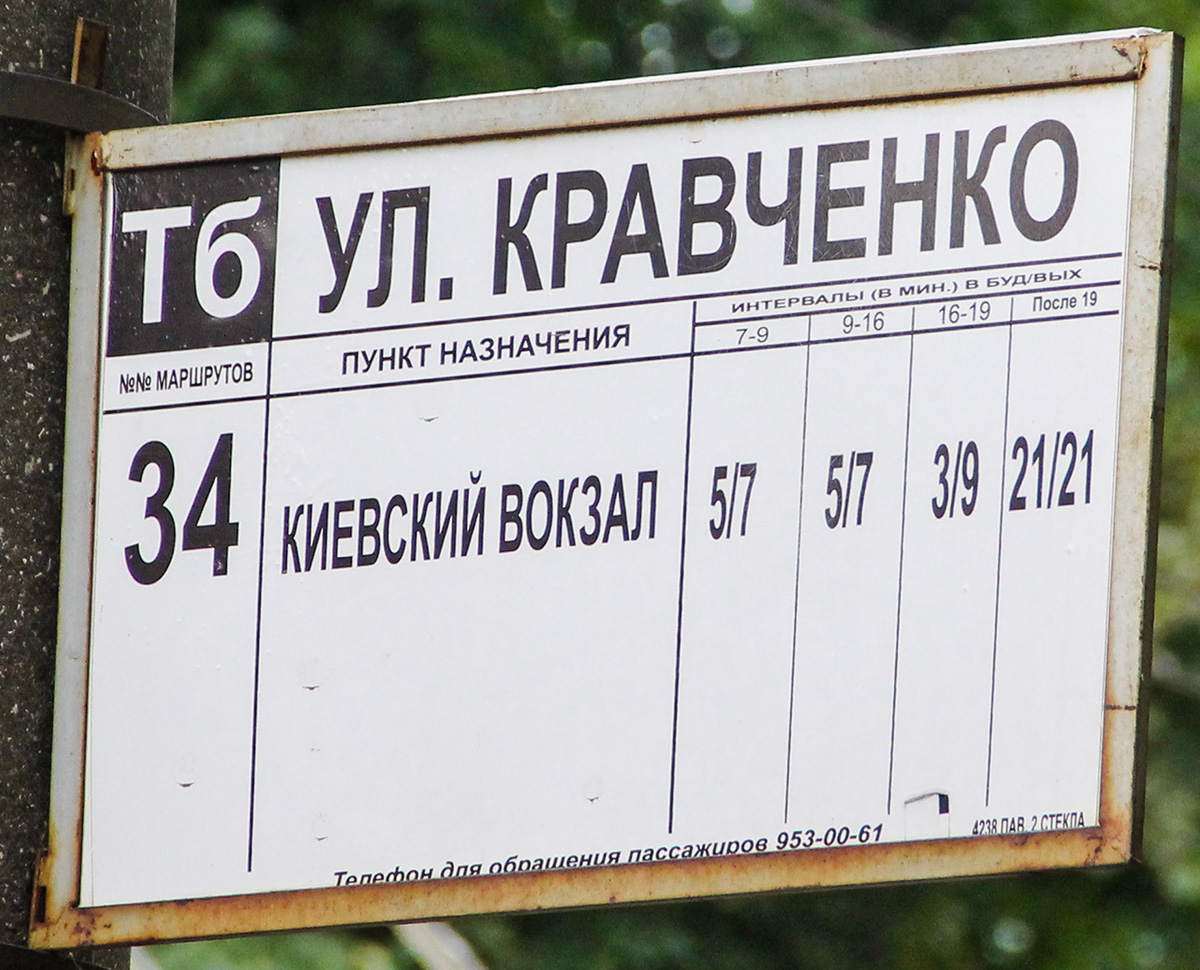 Тб УЛ. КРАВЧЕНКО
№№ МАРШРУТОВ ПУНКТ НАЗНАЧЕНИЯ ИНТЕРВАЛЫ (В МИН.) В БУД/ВЫХ
7-9 9-16 16-19 После 19
34 КИЕВСКИЙ ВОКЗАЛ 5/7 5/7 3/9 21/21
Телефон для обращения пассажиров 953-00-61
4238 ПАВ. 2 СТЕКЛА